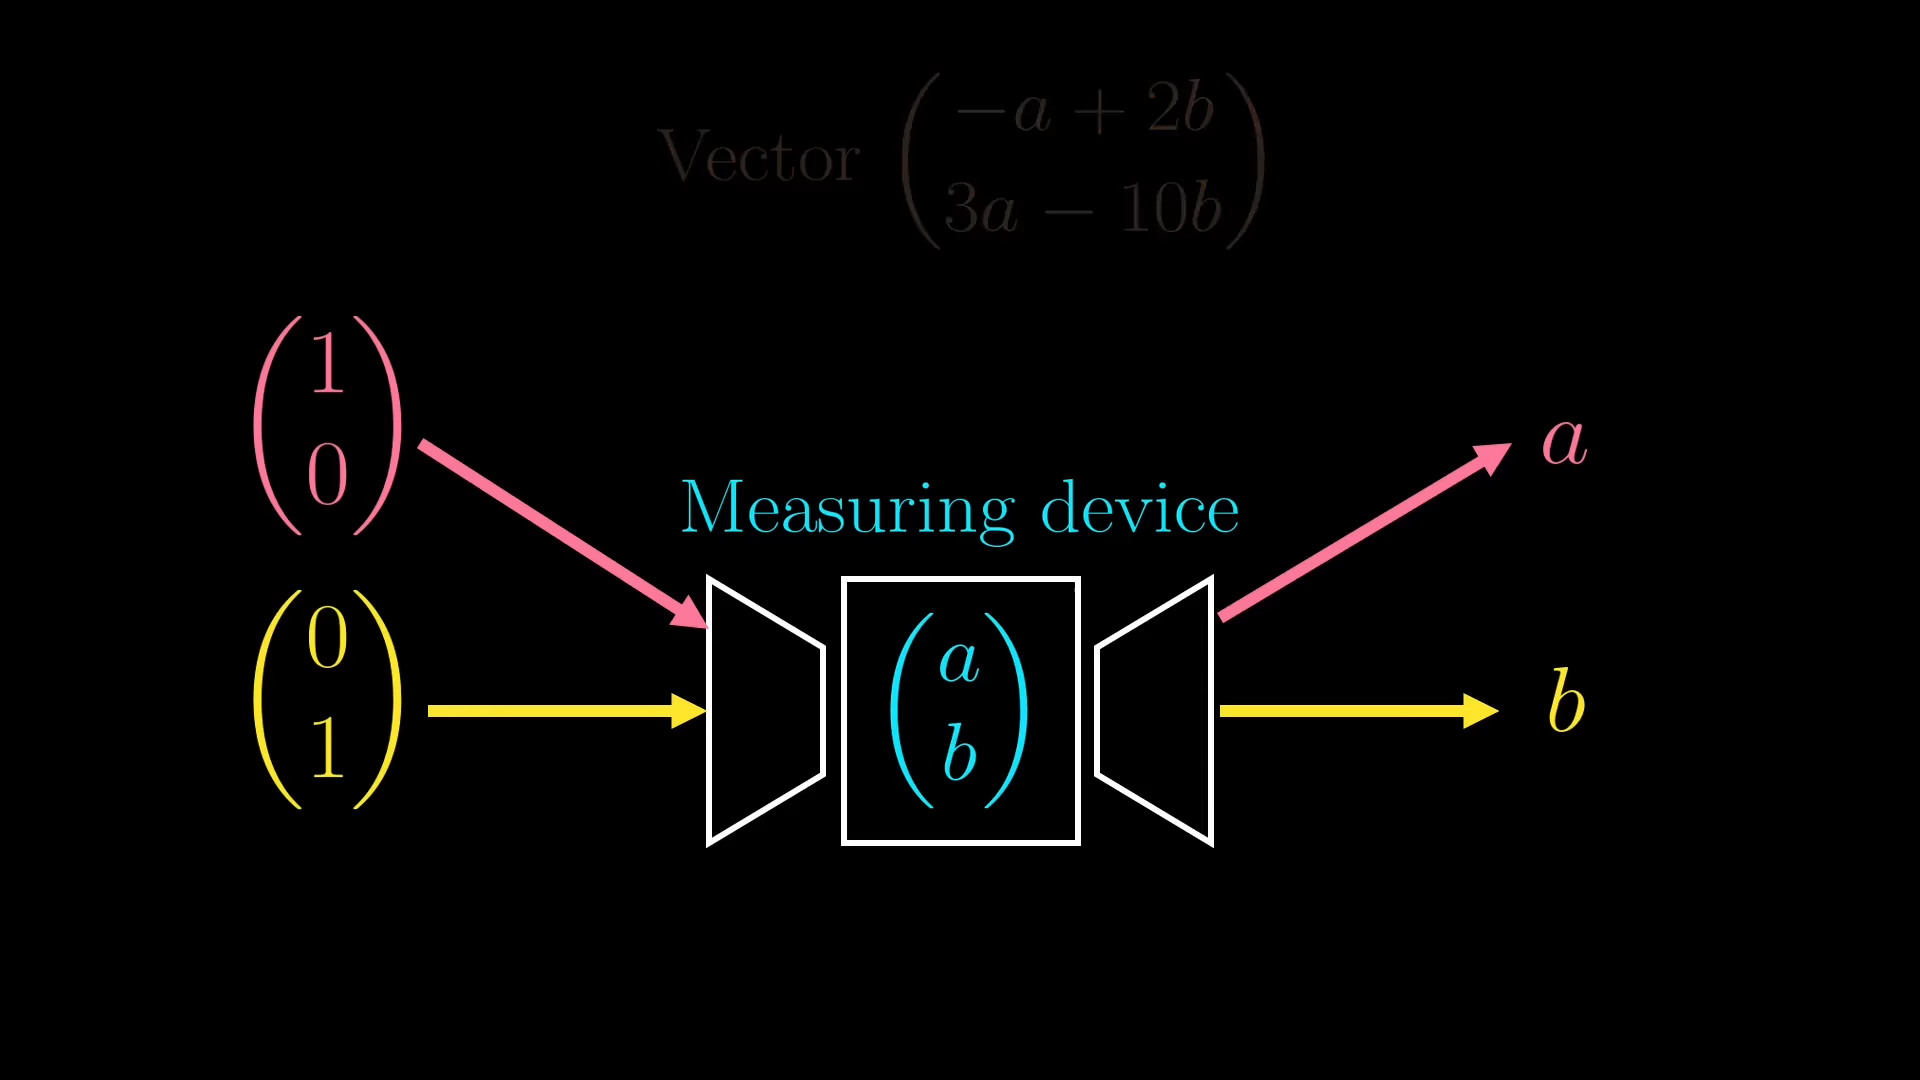 Vector (−a + 2b
3a − 10b)
(1
0)
a
Measuring device
(0
1)
(a
b)
b